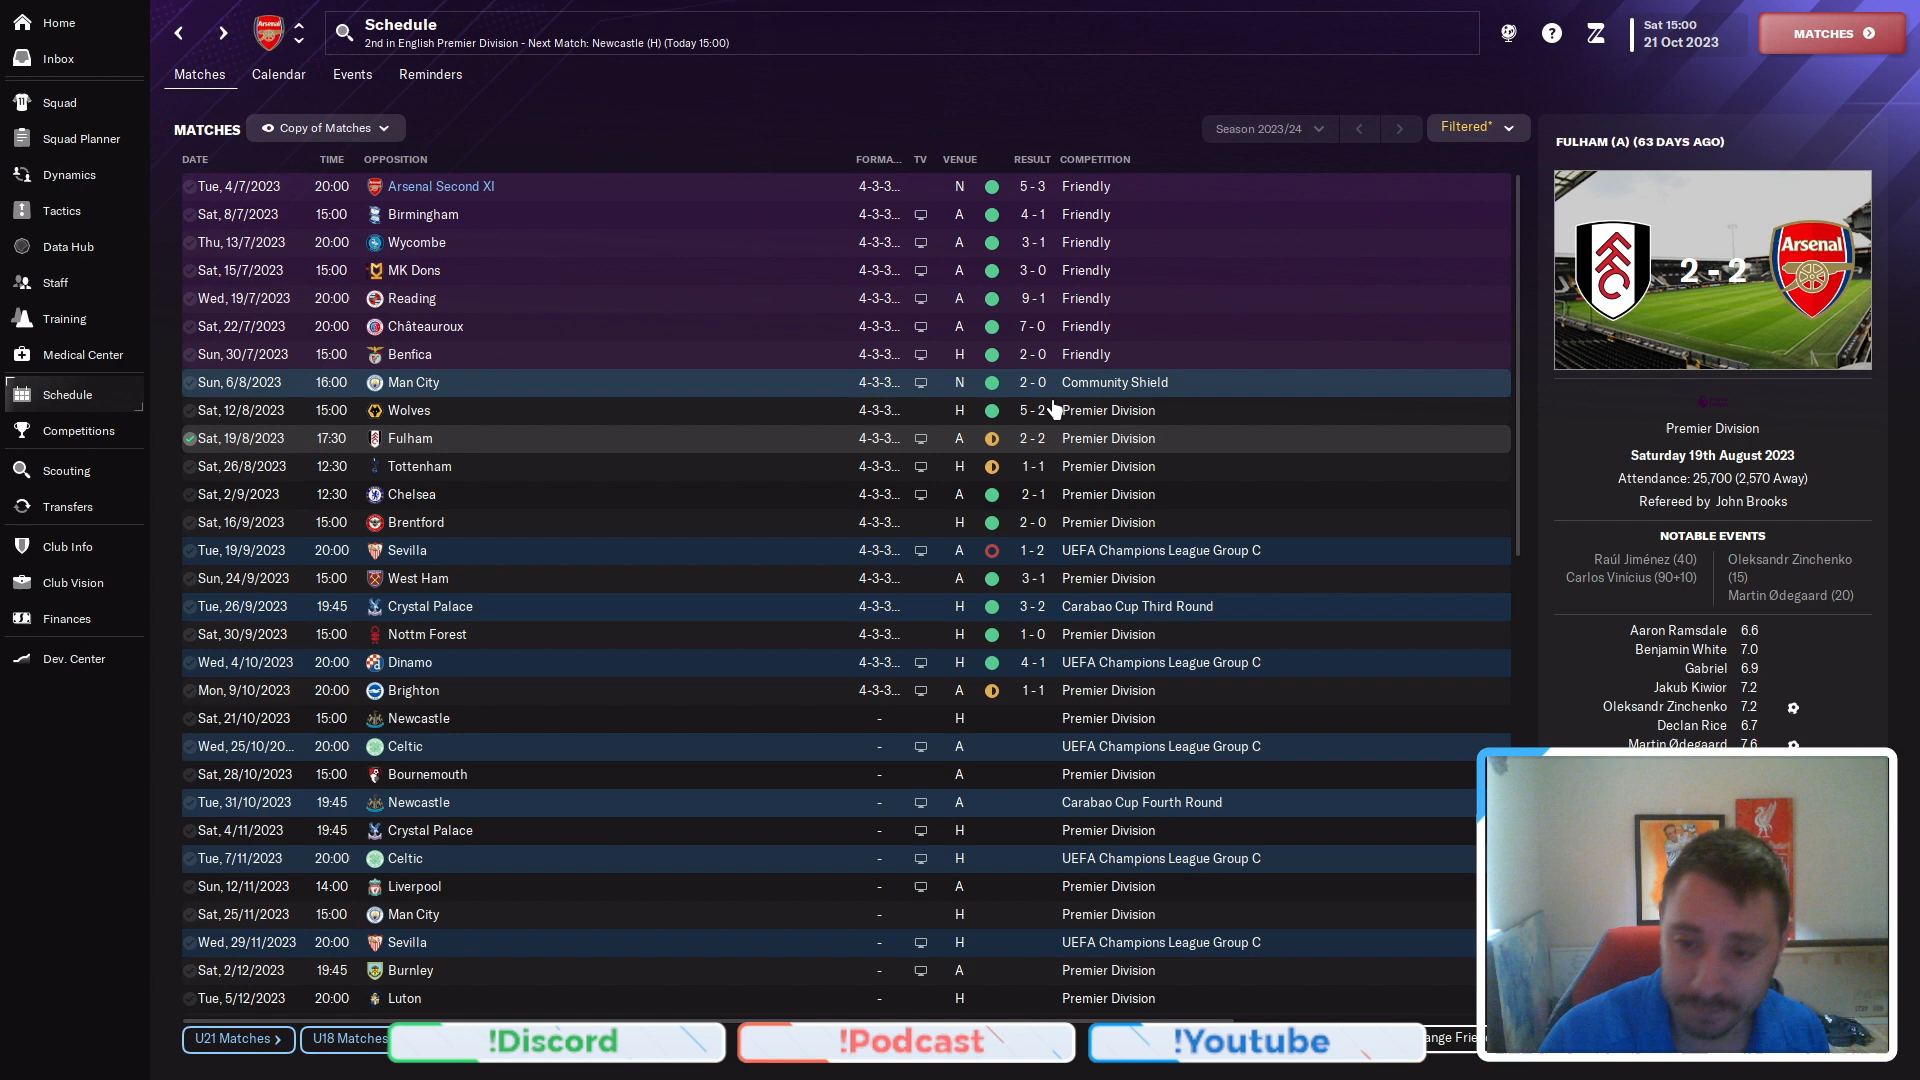 Home
Inbox
Squad
Squad Planner
Dynamics
Tactics
Data Hub
Staff
Training
Medical Center
Schedule
Competitions
Scouting
Transfers
Club Info
Club Vision
Finances
Dev. Center
Arsenal
Schedule
2nd in English Premier Division - Next Match: Newcastle (H) (Today 15:00)
?
Sat 15:00
21 Oct 2023
MATCHES
Matches Calendar Events Reminders
MATCHES Copy of Matches Season 2023/24 Filtered*
DATE TIME OPPOSITION FORMA... TV VENUE RESULT COMPETITION
Tue, 4/7/2023 20:00 Arsenal Second XI 4-3-3... N 5 - 3 Friendly
Sat, 8/7/2023 15:00 Birmingham 4-3-3... A 4 - 1 Friendly
Thu, 13/7/2023 20:00 Wycombe 4-3-3... A 3 - 1 Friendly
Sat, 15/7/2023 15:00 MK Dons 4-3-3... A 3 - 0 Friendly
Wed, 19/7/2023 20:00 Reading 4-3-3... A 9 - 1 Friendly
Sat, 22/7/2023 20:00 Châteauroux 4-3-3... A 7 - 0 Friendly
Sun, 30/7/2023 15:00 Benfica 4-3-3... H 2 - 0 Friendly
Sun, 6/8/2023 16:00 Man City 4-3-3... N 2 - 0 Community Shield
Sat, 12/8/2023 15:00 Wolves 4-3-3... H 5 - 2 Premier Division
Sat, 19/8/2023 17:30 Fulham 4-3-3... A 2 - 2 Premier Division
Sat, 26/8/2023 12:30 Tottenham 4-3-3... H 1 - 1 Premier Division
Sat, 2/9/2023 12:30 Chelsea 4-3-3... A 2 - 1 Premier Division
Sat, 16/9/2023 15:00 Brentford 4-3-3... H 2 - 0 Premier Division
Tue, 19/9/2023 20:00 Sevilla 4-3-3... A 1 - 2 UEFA Champions League Group C
Sun, 24/9/2023 15:00 West Ham 4-3-3... A 3 - 1 Premier Division
Tue, 26/9/2023 19:45 Crystal Palace 4-3-3... H 3 - 2 Carabao Cup Third Round
Sat, 30/9/2023 15:00 Nottm Forest 4-3-3... H 1 - 0 Premier Division
Wed, 4/10/2023 20:00 Dinamo 4-3-3... H 4 - 1 UEFA Champions League Group C
Mon, 9/10/2023 20:00 Brighton 4-3-3... A 1 - 1 Premier Division
Sat, 21/10/2023 15:00 Newcastle - H Premier Division
Wed, 25/10/20... 20:00 Celtic - A UEFA Champions League Group C
Sat, 28/10/2023 15:00 Bournemouth - A Premier Division
Tue, 31/10/2023 19:45 Newcastle - A Carabao Cup Fourth Round
Sat, 4/11/2023 19:45 Crystal Palace - H Premier Division
Tue, 7/11/2023 20:00 Celtic - H UEFA Champions League Group C
Sun, 12/11/2023 14:00 Liverpool - A Premier Division
Sat, 25/11/2023 15:00 Man City - H Premier Division
Wed, 29/11/2023 20:00 Sevilla - H UEFA Champions League Group C
Sat, 2/12/2023 19:45 Burnley - A Premier Division
Tue, 5/12/2023 20:00 Luton - H Premier Division
U21 Matches U18 Matches
!Discord !Podcast !Youtube
ange Frie
FULHAM (A) (63 DAYS AGO)
FFC 2 - 2 Arsenal
Premier Division
Saturday 19th August 2023
Attendance: 25,700 (2,570 Away)
Refereed by John Brooks
NOTABLE EVENTS
Raúl Jiménez (40)
Carlos Vinícius (90+10)
Oleksandr Zinchenko
(15)
Martin Ødegaard (20)
Aaron Ramsdale 6.6
Benjamin White 7.0
Gabriel 6.9
Jakub Kiwior 7.2
Oleksandr Zinchenko 7.2
Declan Rice 6.7
Martin Ødegaard 7.6